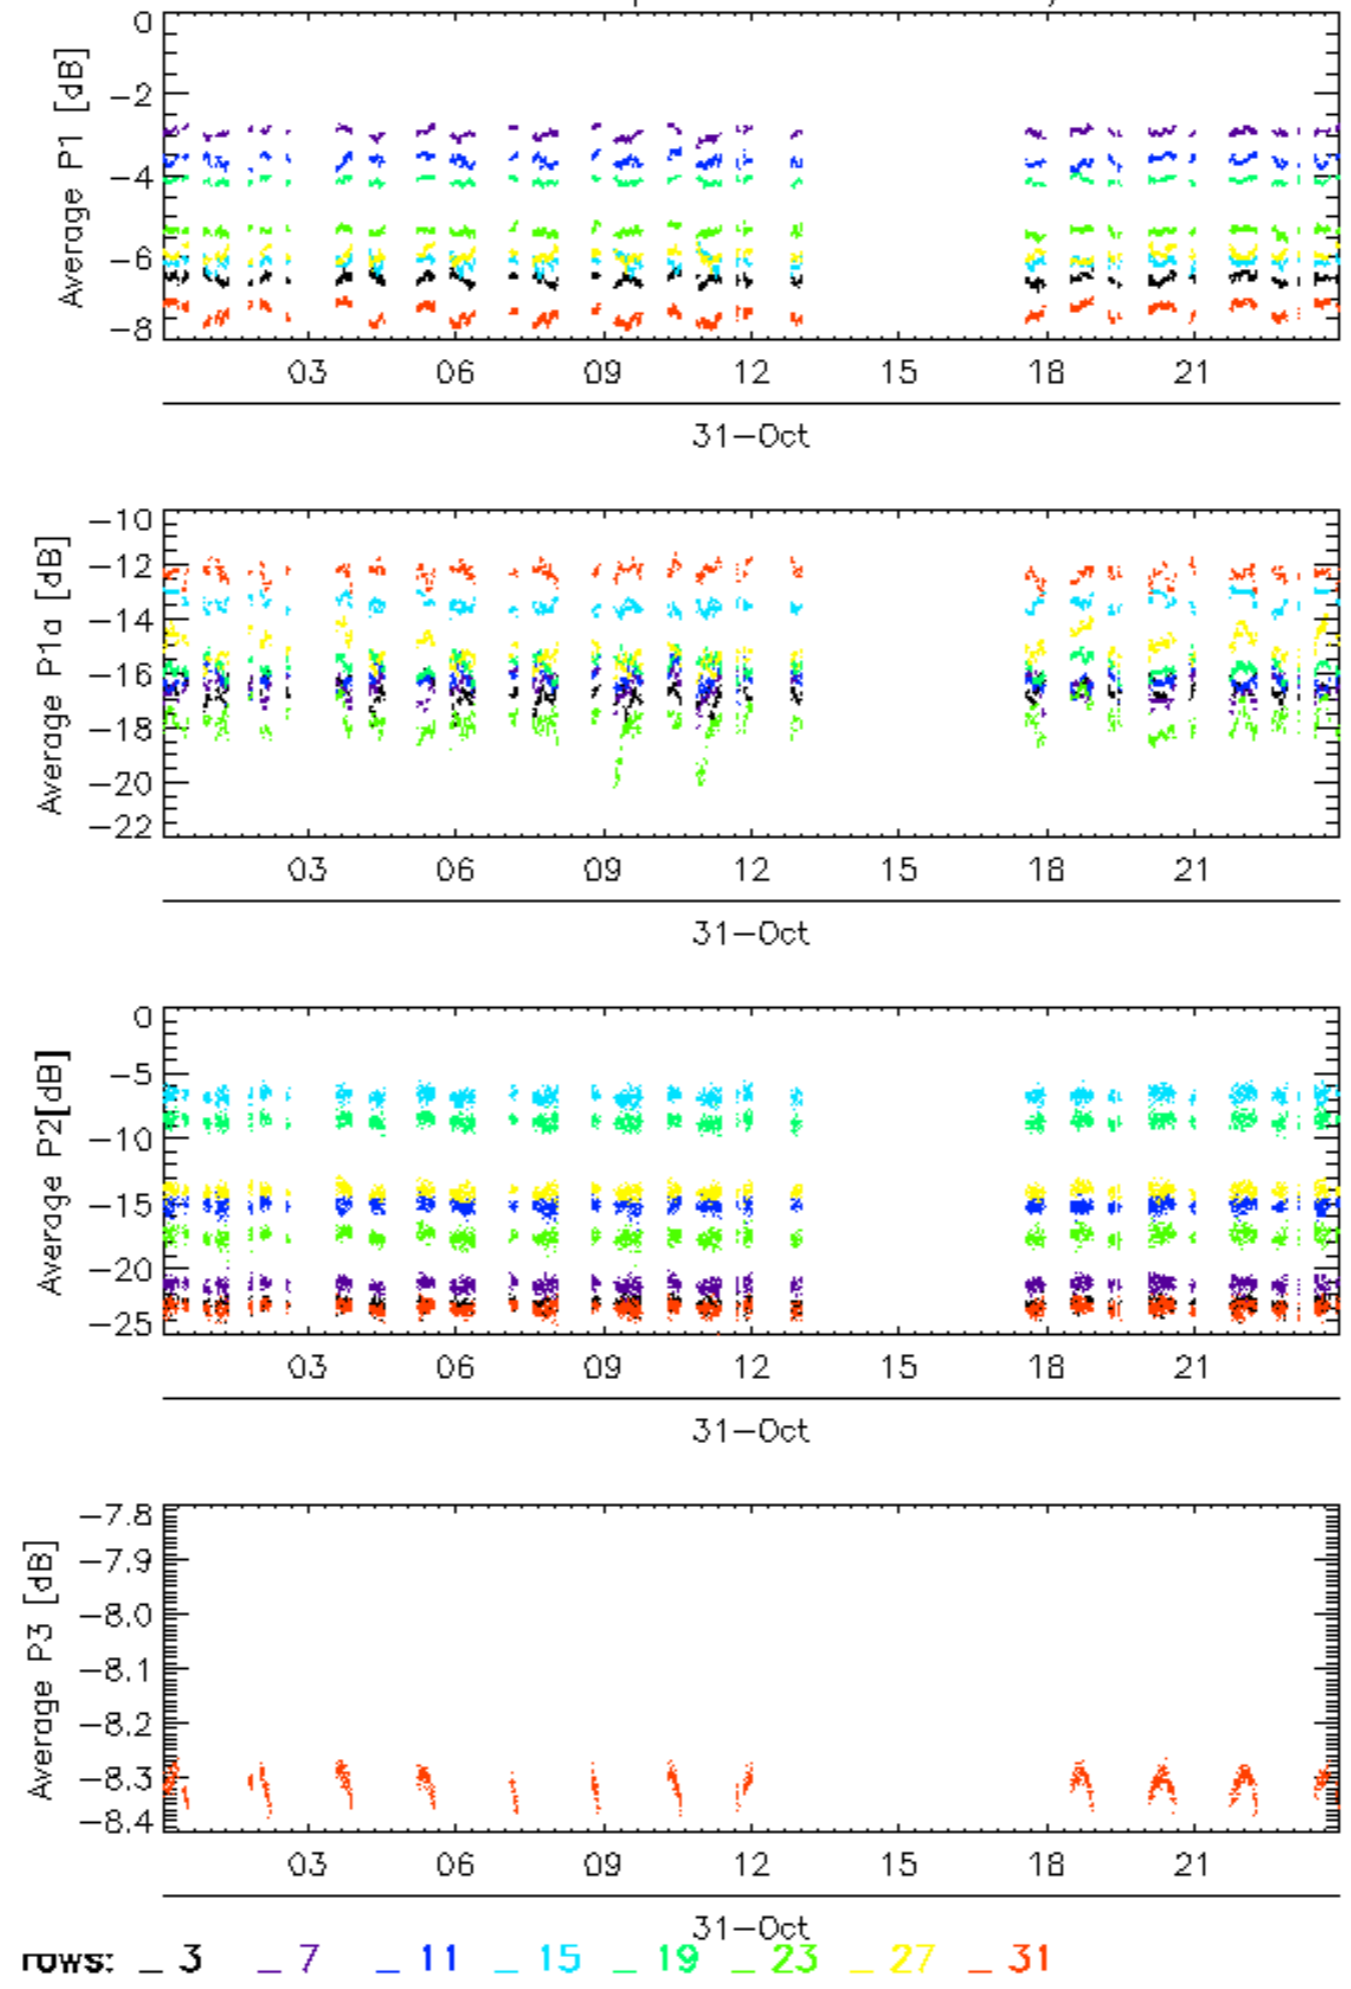 Average P1 [dB]
0
−2
−4
−6
−8
03 06 09 12 15 18 21
31−Oct
Average P1a [dB]
−10
−12
−14
−16
−18
−20
−22
03 06 09 12 15 18 21
31−Oct
Average P2[dB]
0
−5
−10
−15
−20
−25
03 06 09 12 15 18 21
31−Oct
Average P3 [dB]
−7.8
−7.9
−8.0
−8.1
−8.2
−8.3
−8.4
03 06 09 12 15 18 21
31−Oct
rows: _ 3 _ 7 _ 11 _ 15 _ 19 _ 23 _ 27 _ 31